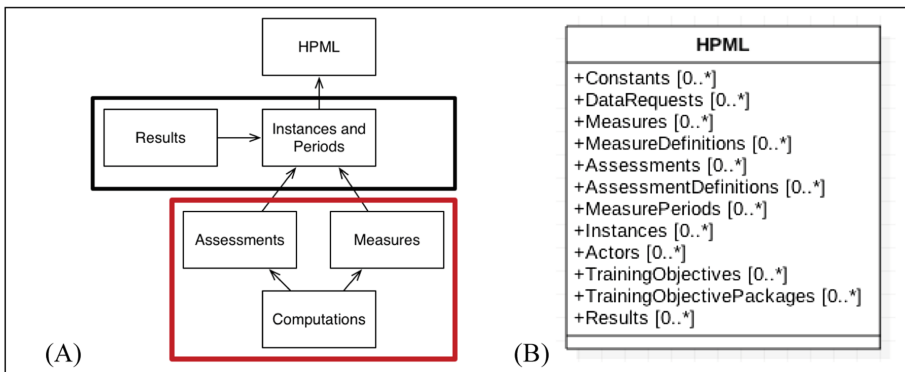 HPML
Results
Instances and
Periods
Assessments
Measures
Computations
(A)
HPML
+Constants [0..*]
+DataRequests [0..*]
+Measures [0..*]
+MeasureDefinitions [0..*]
+Assessments [0..*]
+AssessmentDefinitions [0..*]
+MeasurePeriods [0..*]
+Instances [0..*]
+Actors [0..*]
+TrainingObjectives [0..*]
+TrainingObjectivePackages [0..*]
+Results [0..*]
(B)